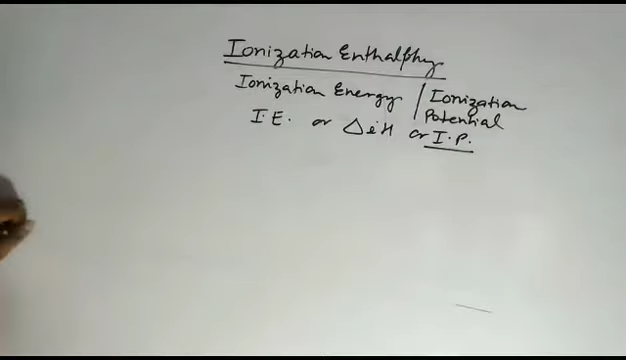 Ionization Enthalphy
Ionization Energy / Ionization Potential
I.E. or ΔiH or I.P.